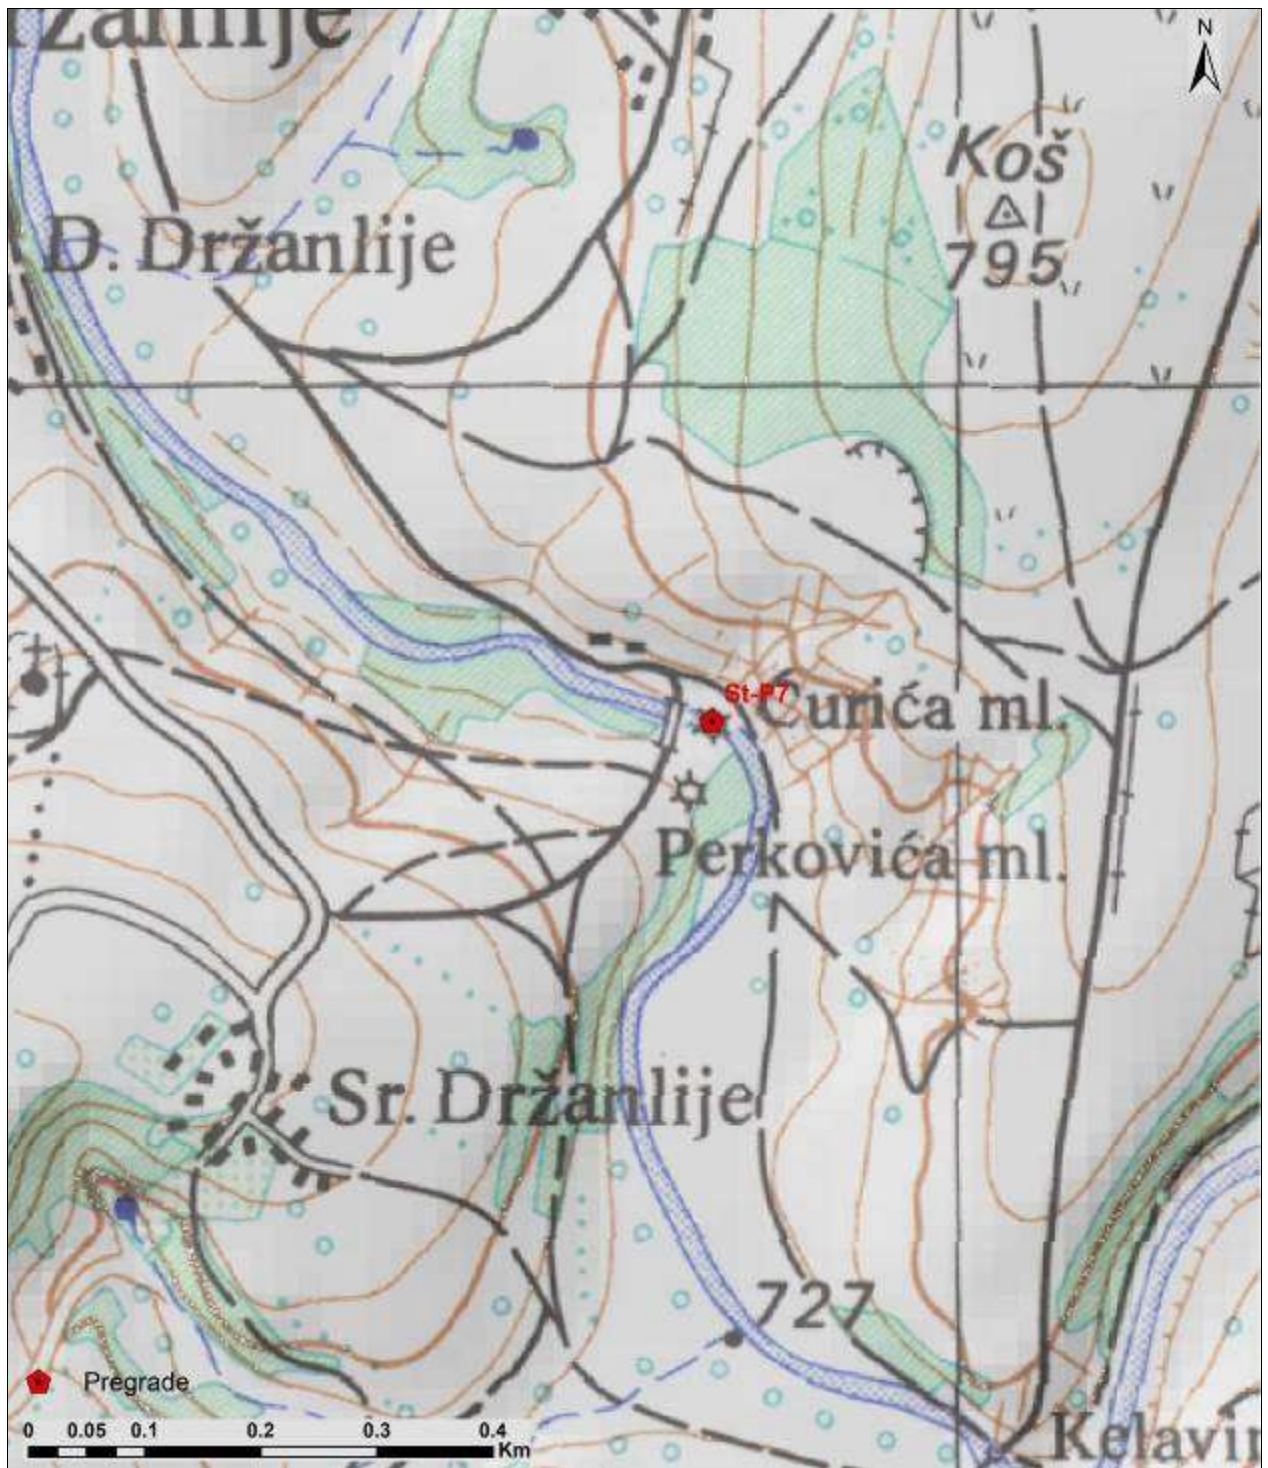 N
Koš
795
D. Držanlije
St-P7
Ćurića ml.
Perkovića ml.
Sr. Držanlije
727
Pregrade
0 0.05 0.1 0.2 0.3 0.4
Km